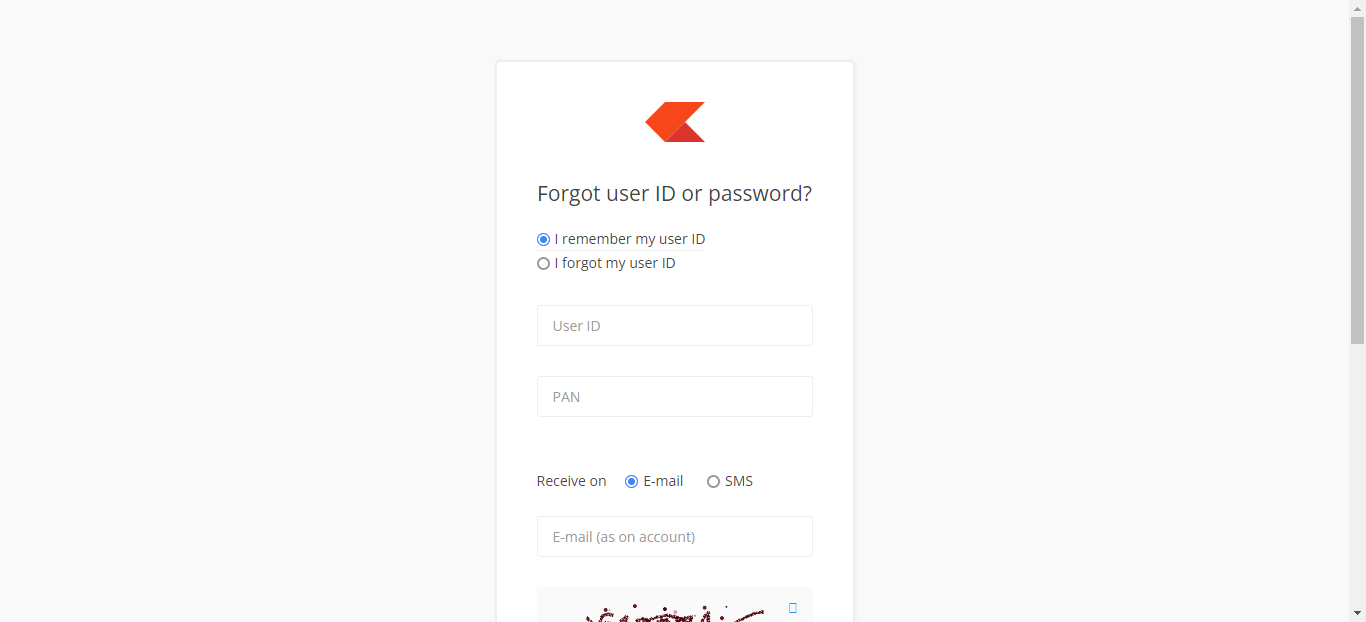 Forgot user ID or password?
I remember my user ID
I forgot my user ID
User ID
PAN
Receive on E-mail SMS
E-mail (as on account)